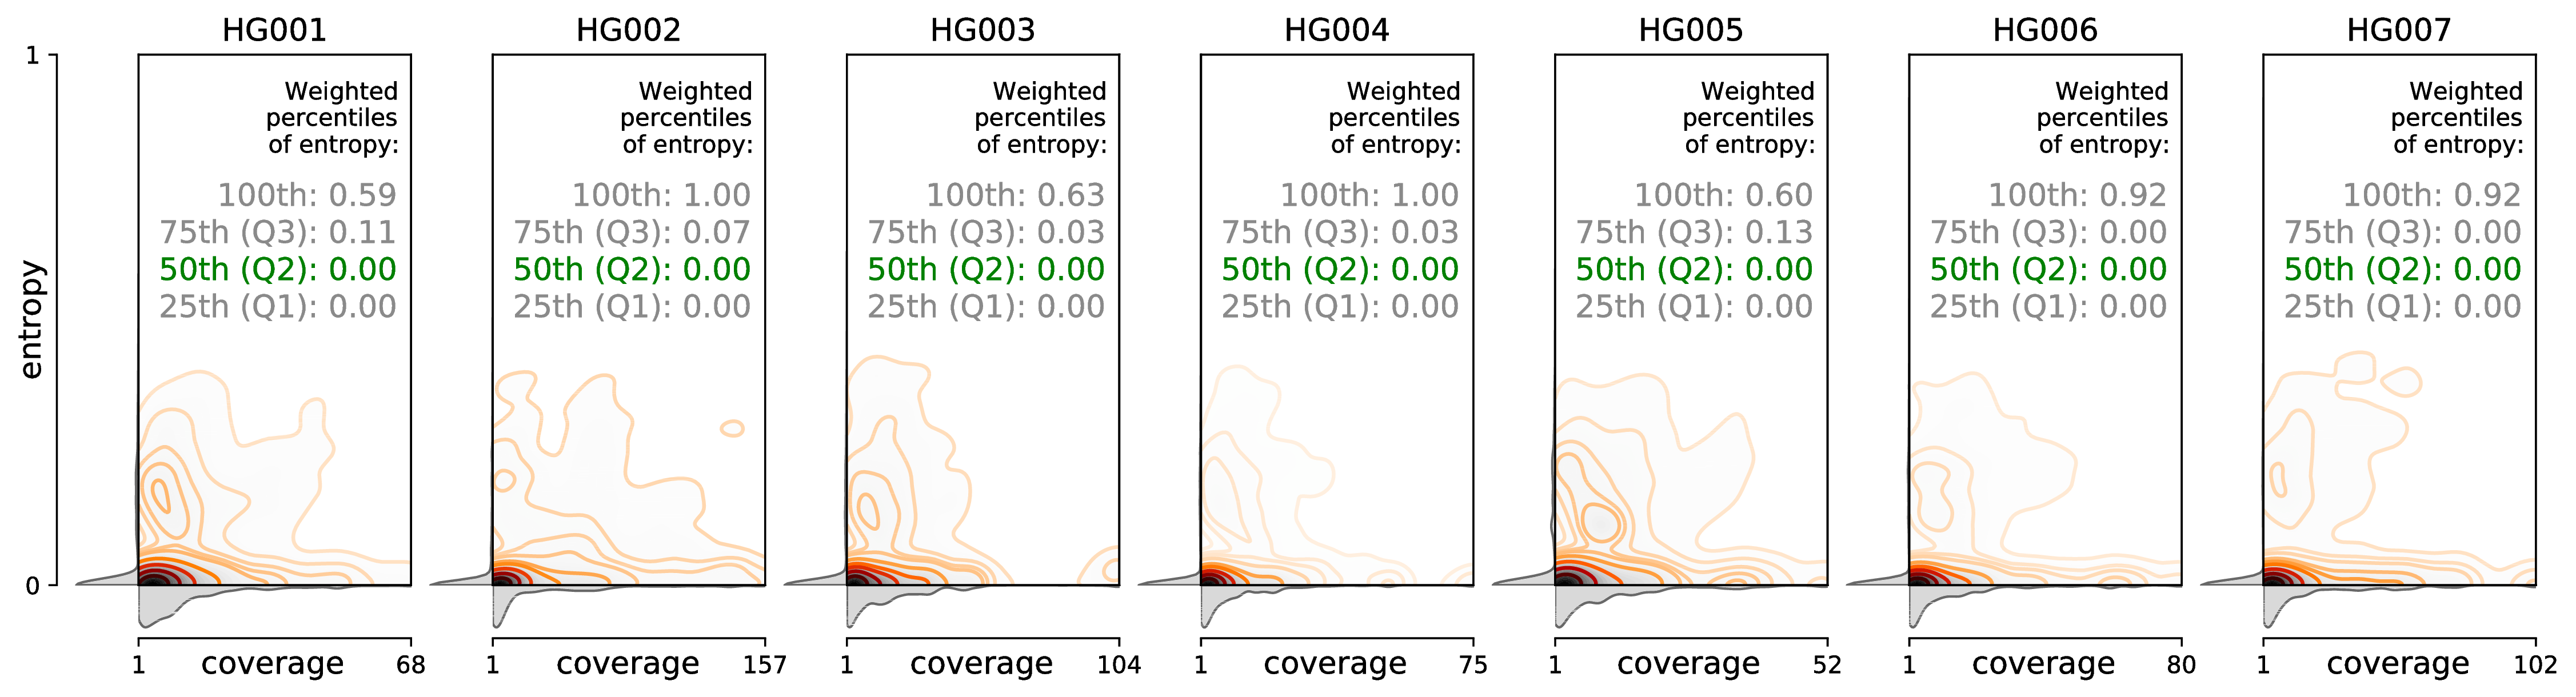 HG001
HG002
HG003
HG004
HG005
HG006
HG007
1
entropy
0
Weighted
percentiles
of entropy:
100th: 0.59
75th (Q3): 0.11
50th (Q2): 0.00
25th (Q1): 0.00
1 coverage 68
Weighted
percentiles
of entropy:
100th: 1.00
75th (Q3): 0.07
50th (Q2): 0.00
25th (Q1): 0.00
1 coverage 157
Weighted
percentiles
of entropy:
100th: 0.63
75th (Q3): 0.03
50th (Q2): 0.00
25th (Q1): 0.00
1 coverage 104
Weighted
percentiles
of entropy:
100th: 1.00
75th (Q3): 0.03
50th (Q2): 0.00
25th (Q1): 0.00
1 coverage 75
Weighted
percentiles
of entropy:
100th: 0.60
75th (Q3): 0.13
50th (Q2): 0.00
25th (Q1): 0.00
1 coverage 52
Weighted
percentiles
of entropy:
100th: 0.92
75th (Q3): 0.00
50th (Q2): 0.00
25th (Q1): 0.00
1 coverage 80
Weighted
percentiles
of entropy:
100th: 0.92
75th (Q3): 0.00
50th (Q2): 0.00
25th (Q1): 0.00
1 coverage 102